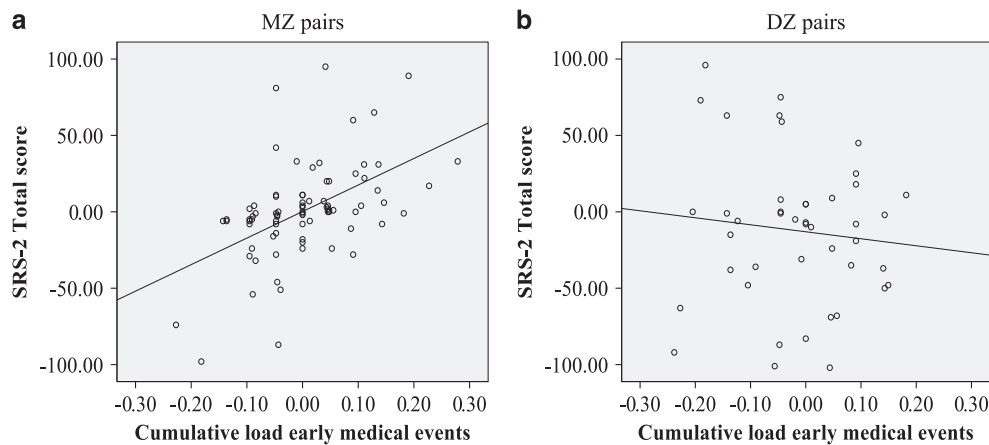 a
MZ pairs
SRS-2 Total score
100.00
50.00
0.00
-50.00
-100.00
-0.30 -0.20 -0.10 0.00 0.10 0.20 0.30
Cumulative load early medical events
b
DZ pairs
SRS-2 Total score
100.00
50.00
0.00
-50.00
-100.00
-0.30 -0.20 -0.10 0.00 0.10 0.20 0.30
Cumulative load early medical events